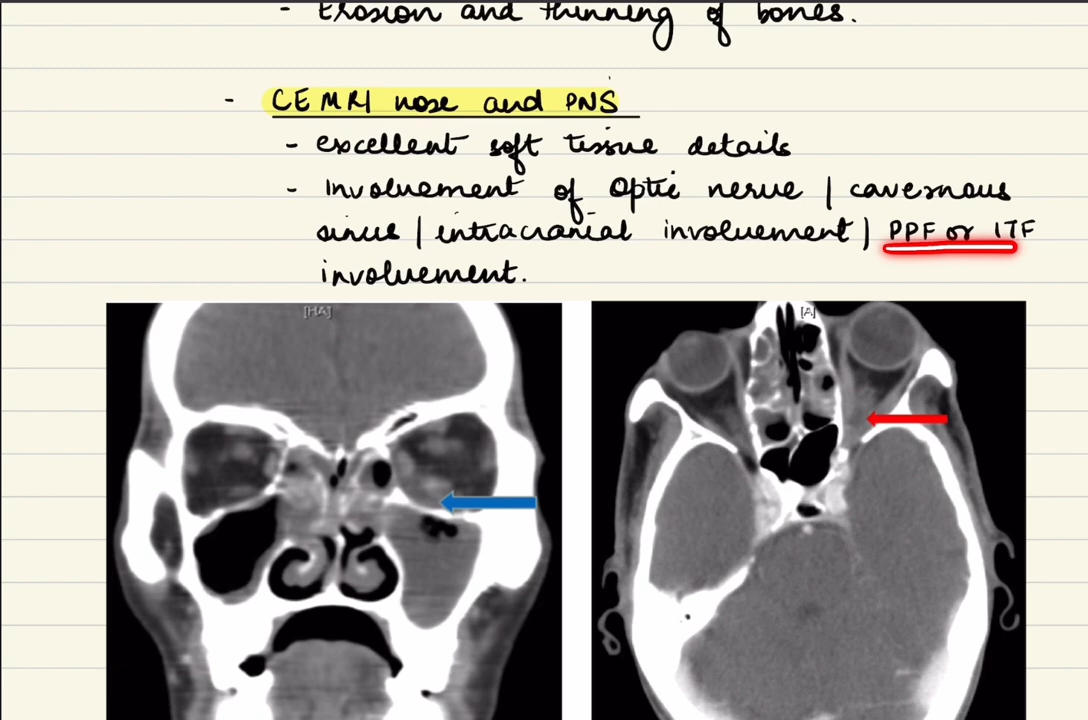 - Erosion and thinning of bones.
- CEMRI nose and PNS
- excellent soft tissue details
- Involvement of Optic nerve | cavernous
sinus | intracranial involvement | PPF or ITF
involvement.
[HA]
[A]